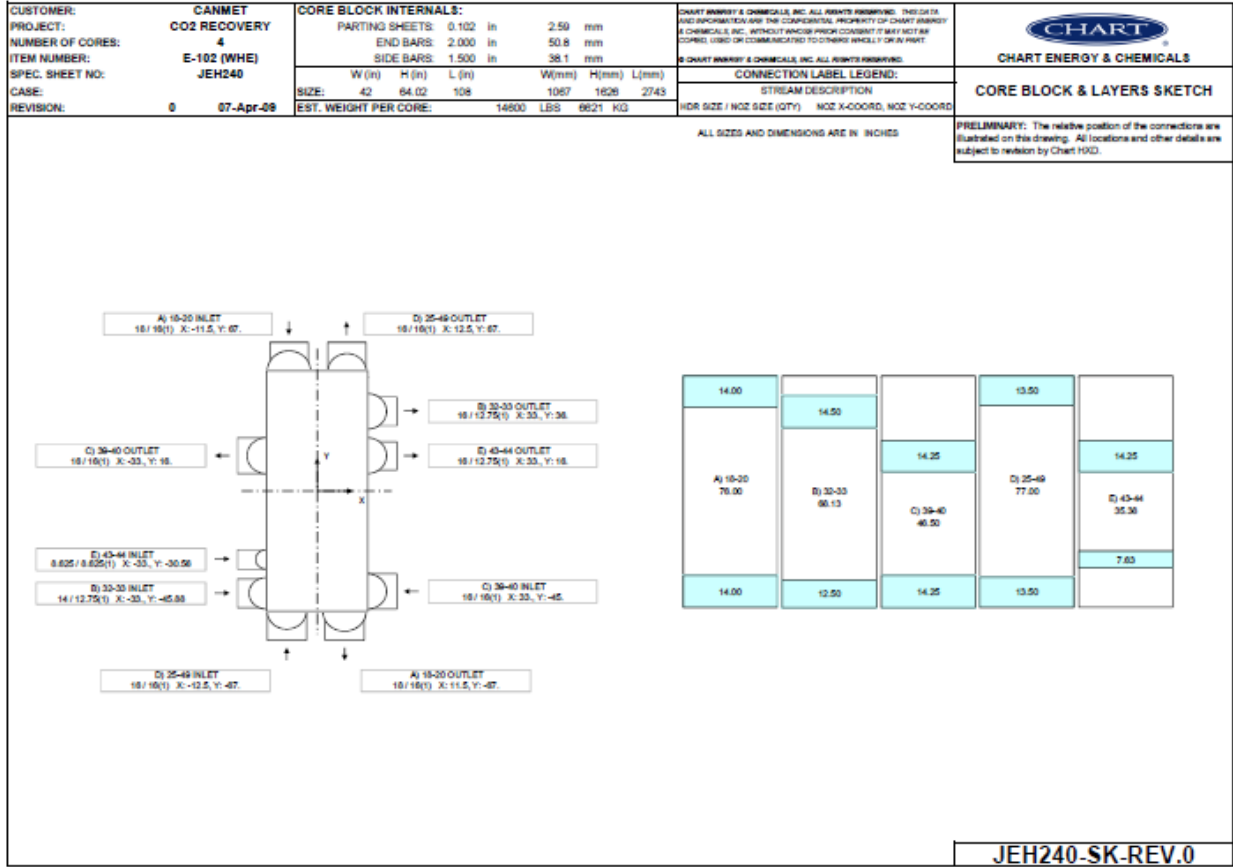 CUSTOMER: CANMET
PROJECT: CO2 RECOVERY
NUMBER OF CORES: 4
ITEM NUMBER: E-102 (WHE)
SPEC. SHEET NO: JEH240
CASE:
REVISION: 0 07-Apr-09
CORE BLOCK INTERNALS:
PARTING SHEETS: 0.102 in 2.59 mm
END BARS: 2.000 in 50.8 mm
SIDE BARS: 1.500 in 38.1 mm
W (in) H (in) L (in) W(mm) H(mm) L(mm)
SIZE: 42 64.02 108 1067 1626 2743
EST. WEIGHT PER CORE: 14600 LBS 6621 KG
CHART ENERGY & CHEMICALS, INC. ALL RIGHTS RESERVED. THIS DATA
AND INFORMATION ARE THE CONFIDENTIAL PROPERTY OF CHART ENERGY
& CHEMICALS, INC., WITHOUT WHOSE PRIOR CONSENT IT MAY NOT BE
COPIED, USED OR COMMUNICATED TO OTHERS WHOLLY OR IN PART.
© CHART ENERGY & CHEMICALS, INC. ALL RIGHTS RESERVED.
CONNECTION LABEL LEGEND:
STREAM DESCRIPTION
HDR SIZE / NOZ SIZE (QTY) NOZ X-COORD, NOZ Y-COORD
CHART
CHART ENERGY & CHEMICALS
CORE BLOCK & LAYERS SKETCH
ALL SIZES AND DIMENSIONS ARE IN INCHES
PRELIMINARY: The relative position of the connections are
illustrated on this drawing. All locations and other details are
subject to revision by Chart HXD.
A) 18-20 INLET
18 / 16(1) X: -11.5, Y: 67.
D) 25-49 OUTLET
16 / 16(1) X: 12.5, Y: 67.
B) 32-33 OUTLET
16 / 12.75(1) X: 33., Y: 36.
C) 39-40 OUTLET
16 / 16(1) X: -33., Y: 16.
E) 43-44 OUTLET
16 / 12.75(1) X: 33., Y: 16.
Y
X
E) 43-44 INLET
8.625 / 8.625(1) X: -33., Y: -30.56
B) 32-33 INLET
14 / 12.75(1) X: -33., Y: -45.88
C) 39-40 INLET
16 / 16(1) X: 33., Y: -45.
D) 25-49 INLET
16 / 16(1) X: -12.5, Y: -67.
A) 18-20 OUTLET
18 / 16(1) X: 11.5, Y: -67.
14.00
A) 18-20
76.00
14.00
14.50
B) 32-33
68.13
12.50
14.25
C) 39-40
46.50
14.25
13.50
D) 25-49
77.00
13.50
14.25
E) 43-44
35.38
7.63
JEH240-SK-REV.0